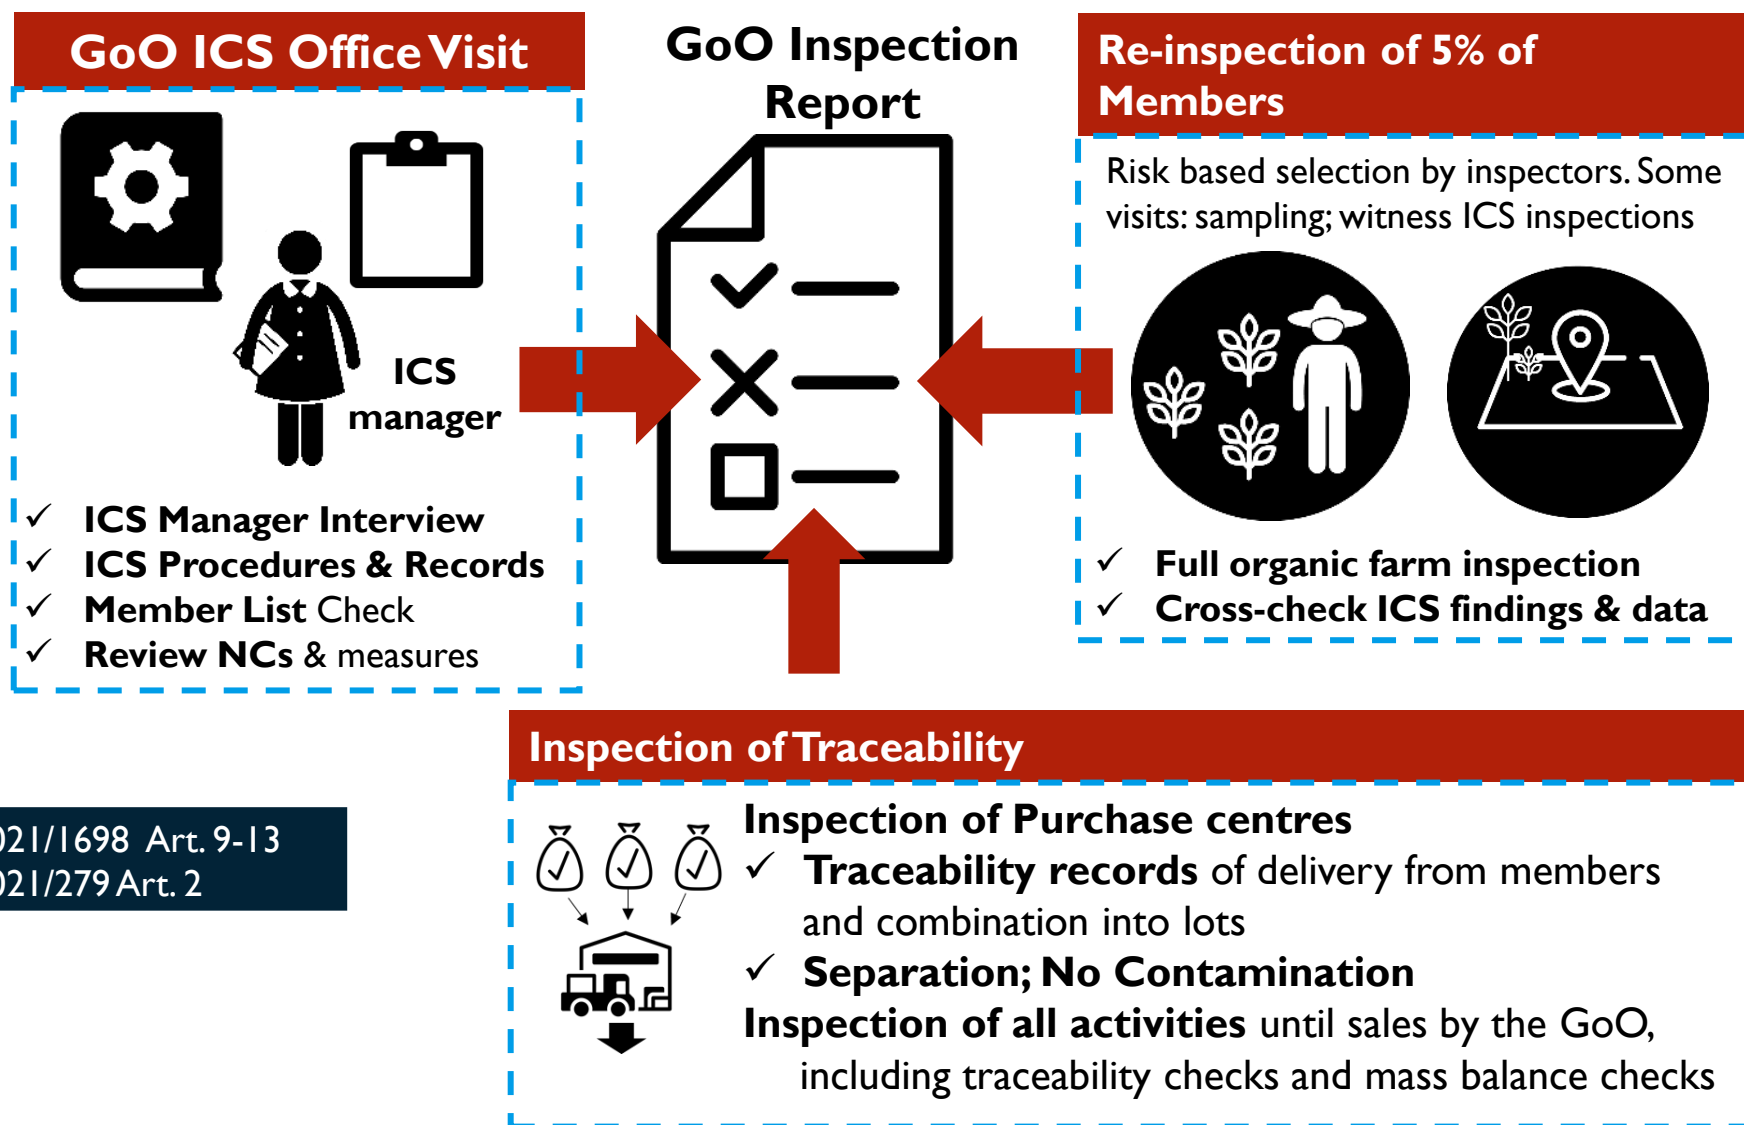 GoO ICS Office Visit
ICS
manager
✓ ICS Manager Interview
✓ ICS Procedures & Records
✓ Member List Check
✓ Review NCs & measures
GoO Inspection
Report
Re-inspection of 5% of
Members
Risk based selection by inspectors. Some
visits: sampling; witness ICS inspections
✓ Full organic farm inspection
✓ Cross-check ICS findings & data
Inspection of Traceability
Inspection of Purchase centres
✓ Traceability records of delivery from members
and combination into lots
✓ Separation; No Contamination
Inspection of all activities until sales by the GoO,
including traceability checks and mass balance checks
021/1698 Art. 9-13
021/279 Art. 2